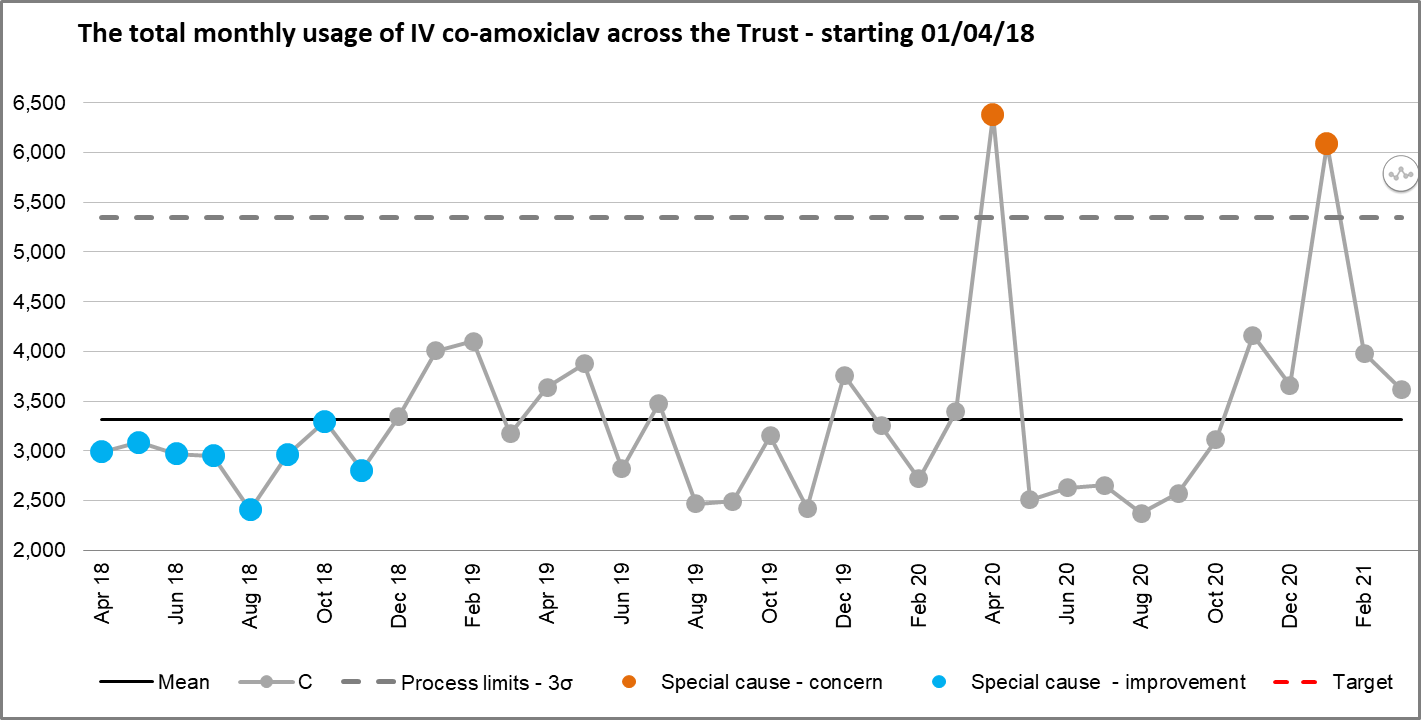 The total monthly usage of IV co-amoxiclav across the Trust - starting 01/04/18
6,500
6,000
5,500
5,000
4,500
4,000
3,500
3,000
2,500
2,000
Apr 18
Jun 18
Aug 18
Oct 18
Dec 18
Feb 19
Apr 19
Jun 19
Aug 19
Oct 19
Dec 19
Feb 20
Apr 20
Jun 20
Aug 20
Oct 20
Dec 20
Feb 21
Mean
C
Process limits - 3σ
Special cause - concern
Special cause - improvement
Target